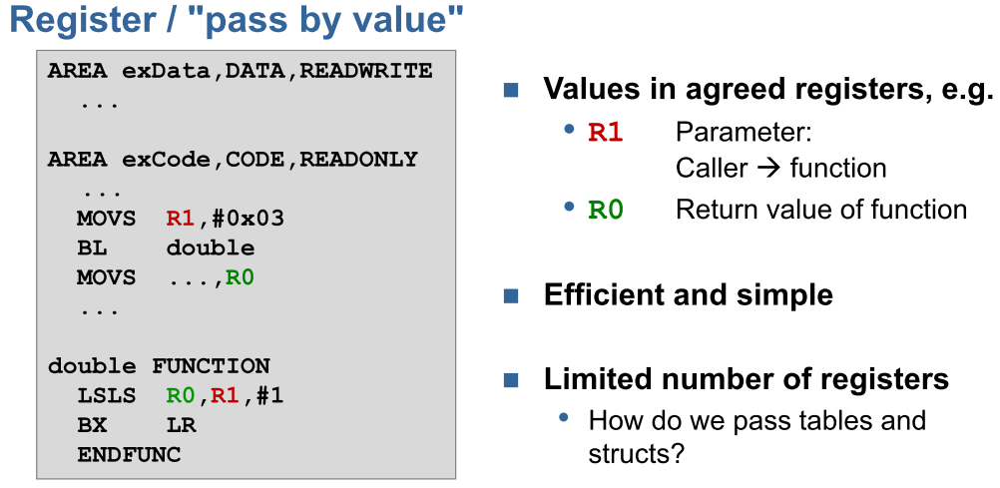 Register / "pass by value"
AREA exData,DATA,READWRITE
...
AREA exCode,CODE,READONLY
...
MOVS R1,#0x03
BL double
MOVS ...,R0
...
double FUNCTION
LSLS R0,R1,#1
BX LR
ENDFUNC
■ Values in agreed registers, e.g.
• R1 Parameter:
Caller → function
• R0 Return value of function
■ Efficient and simple
■ Limited number of registers
• How do we pass tables and
structs?